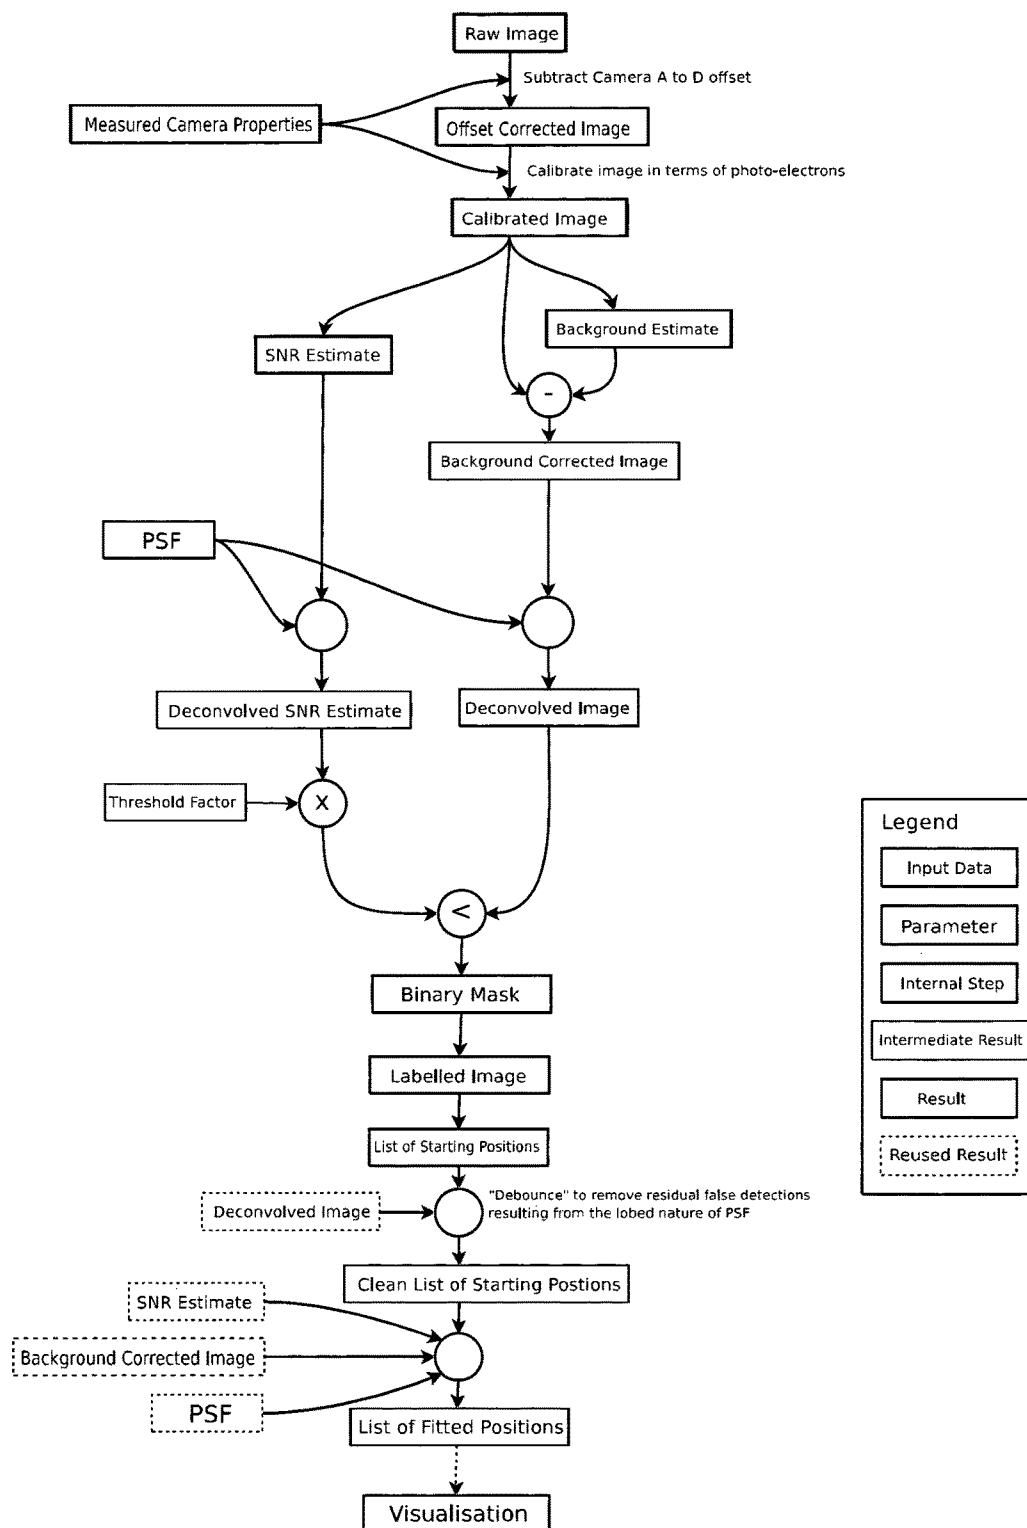 Raw Image
Subtract Camera A to D offset
Measured Camera Properties
Offset Corrected Image
Calibrate image in terms of photo-electrons
Calibrated Image
Background Estimate
SNR Estimate
-
Background Corrected Image
PSF
Deconvolved SNR Estimate
Deconvolved Image
Threshold Factor
X
<
Binary Mask
Labelled Image
List of Starting Positions
"Debounce" to remove residual false detections
resulting from the lobed nature of PSF
Deconvolved Image
Clean List of Starting Postions
SNR Estimate
Background Corrected Image
PSF
List of Fitted Positions
Visualisation
Legend
Input Data
Parameter
Internal Step
Intermediate Result
Result
Reused Result